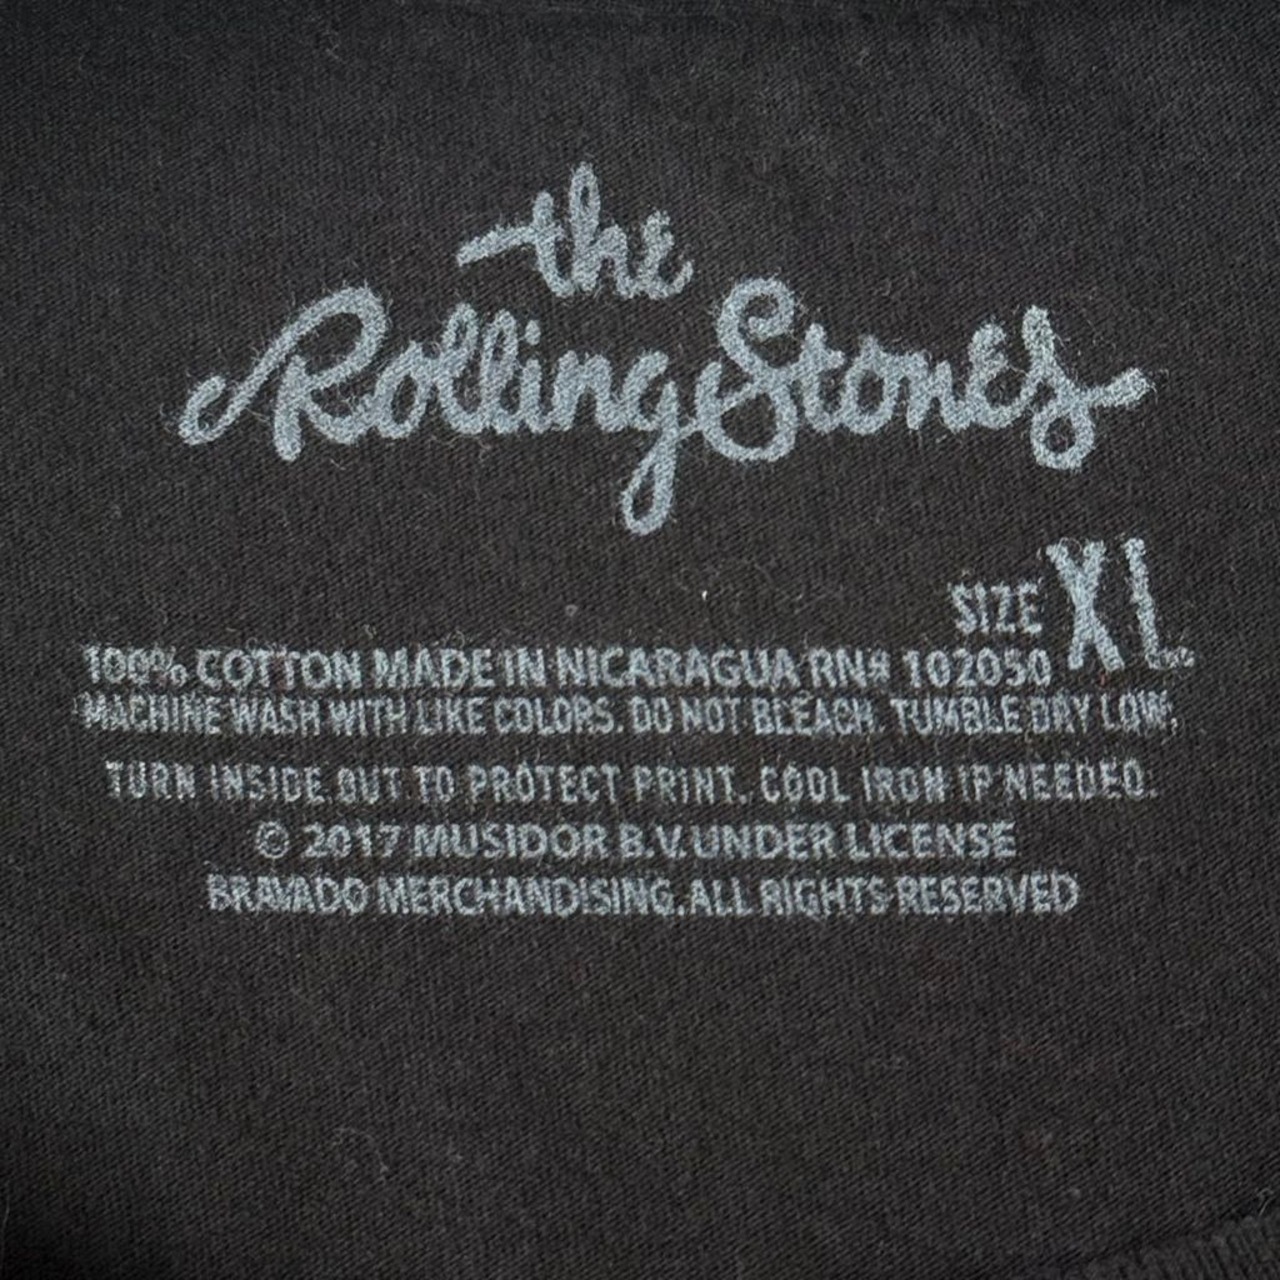 the
Rolling Stones
SIZE XL
100% COTTON MADE IN NICARAGUA RN# 102050
MACHINE WASH WITH LIKE COLORS. DO NOT BLEACH. TUMBLE DRY LOW.
TURN INSIDE OUT TO PROTECT PRINT. COOL IRON IF NEEDED.
© 2017 MUSIDOR B.V. UNDER LICENSE
BRAVADO MERCHANDISING. ALL RIGHTS RESERVED